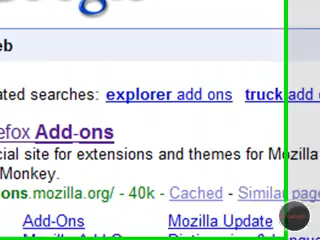 eb
ated searches: explorer add ons truck add o
efox Add-ons
cial site for extensions and themes for Mozilla
Monkey.
ons.mozilla.org/ - 40k - Cached - Similar page
Add-Ons Mozilla Update